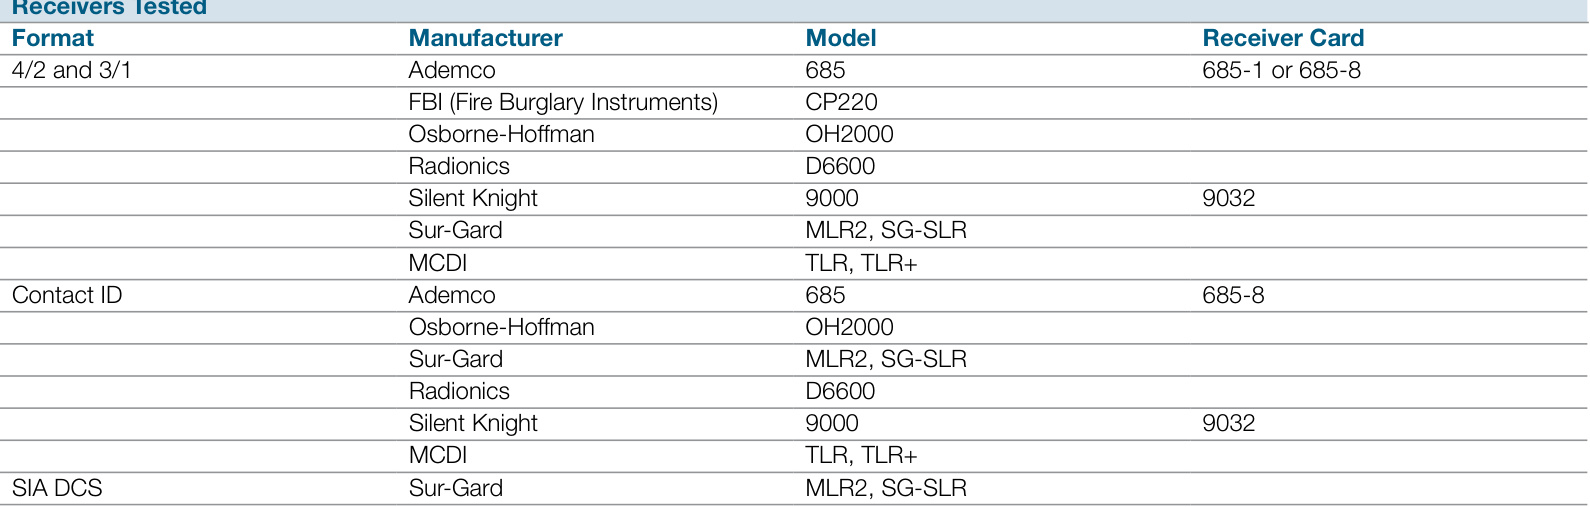 Receivers Tested
Format Manufacturer Model Receiver Card
4/2 and 3/1 Ademco 685 685-1 or 685-8
FBI (Fire Burglary Instruments) CP220
Osborne-Hoffman OH2000
Radionics D6600
Silent Knight 9000 9032
Sur-Gard MLR2, SG-SLR
MCDI TLR, TLR+
Contact ID Ademco 685 685-8
Osborne-Hoffman OH2000
Sur-Gard MLR2, SG-SLR
Radionics D6600
Silent Knight 9000 9032
MCDI TLR, TLR+
SIA DCS Sur-Gard MLR2, SG-SLR